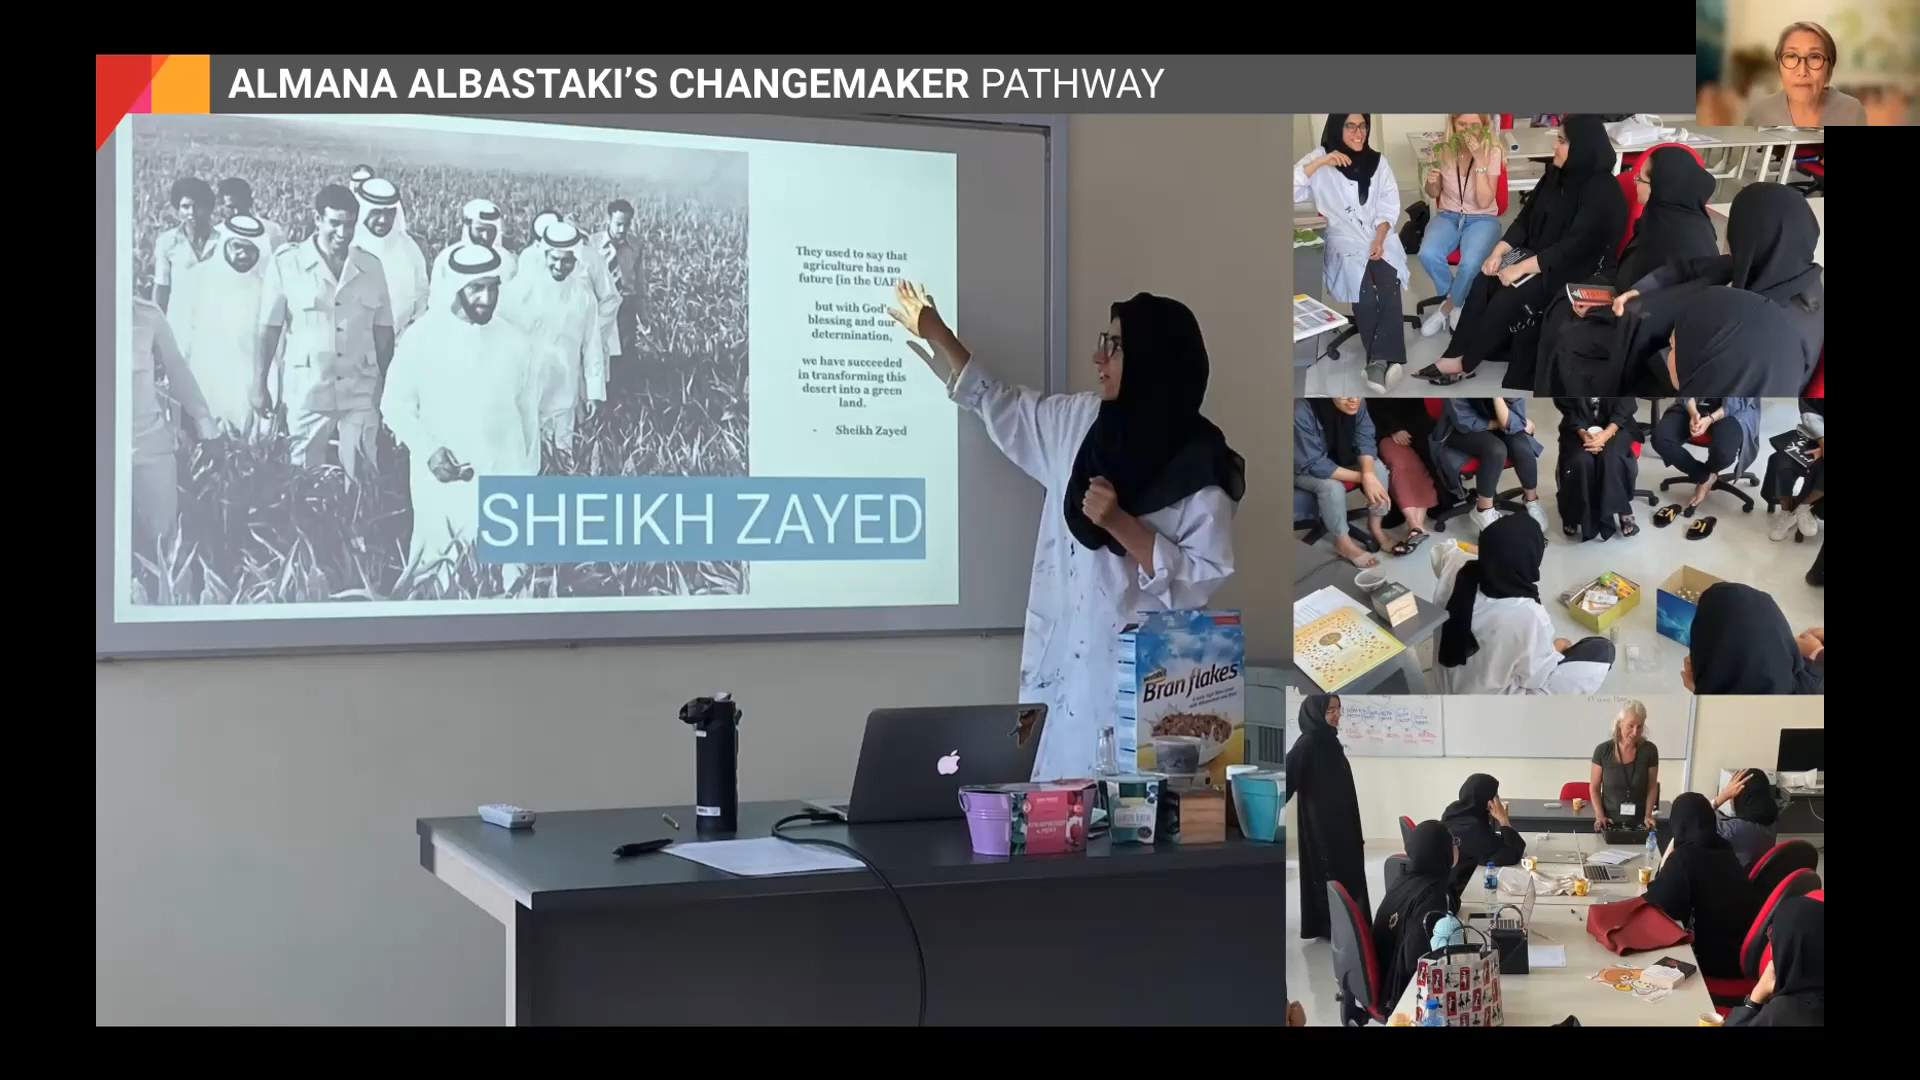 ALMANA ALBASTAKI'S CHANGEMAKER PATHWAY
They used to say that
agriculture has no
future [in the UAE]
but with God's
blessing and our
determination,
we have succeeded
in transforming this
desert into a green
land.
- Sheikh Zayed
SHEIKH ZAYED
Bran flakes